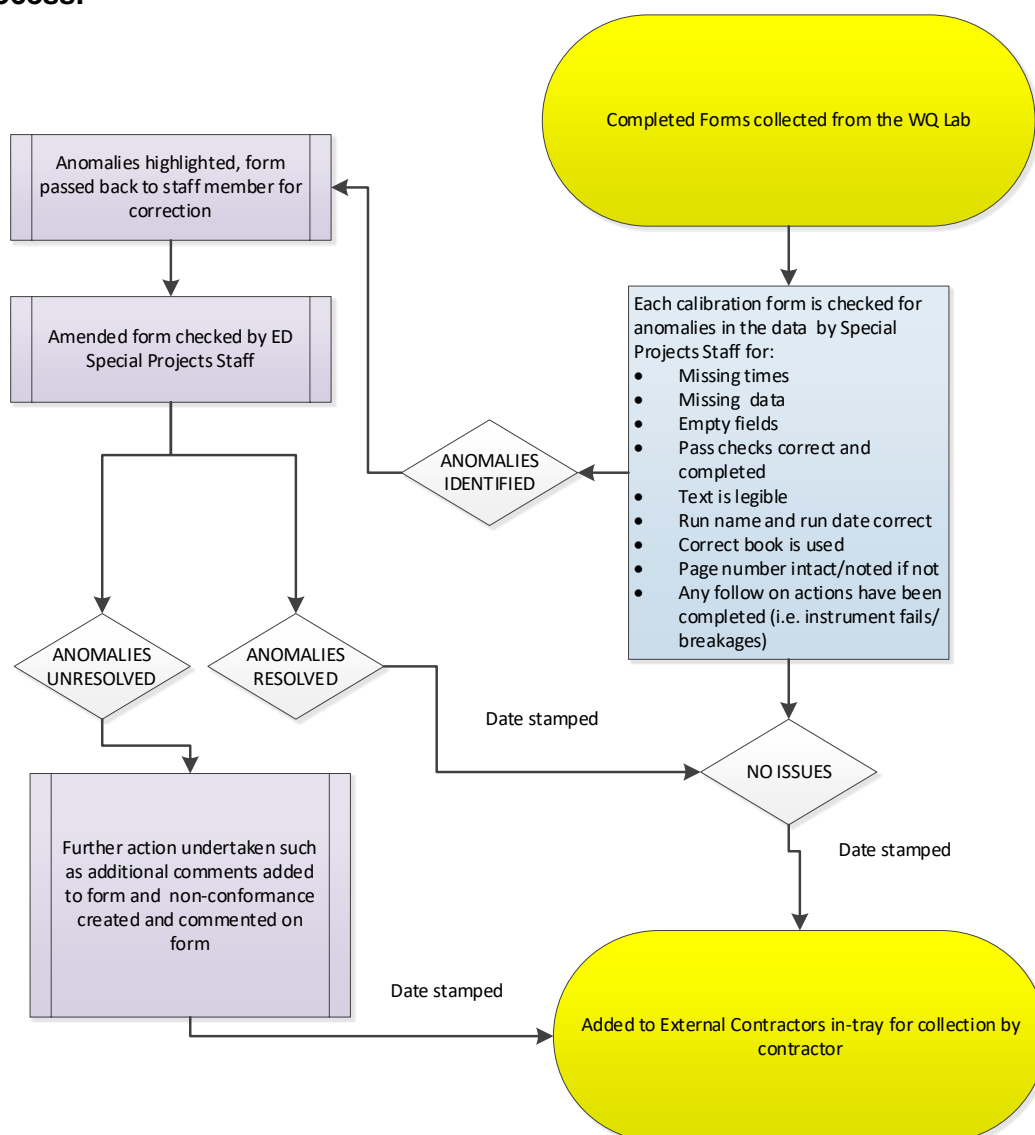 Completed Forms collected from the WQ Lab
Anomalies highlighted, form
passed back to staff member for
correction
Each calibration form is checked for
anomalies in the data by Special
Projects Staff for:
• Missing times
• Missing data
• Empty fields
• Pass checks correct and
completed
• Text is legible
• Run name and run date correct
• Correct book is used
• Page number intact/noted if not
• Any follow on actions have been
completed (i.e. instrument fails/
breakages)
Amended form checked by ED
Special Projects Staff
ANOMALIES
IDENTIFIED
ANOMALIES
UNRESOLVED
ANOMALIES
RESOLVED
Date stamped
NO ISSUES
Date stamped
Further action undertaken such
as additional comments added
to form and non-conformance
created and commented on
form
Date stamped
Added to External Contractors in-tray for collection by
contractor